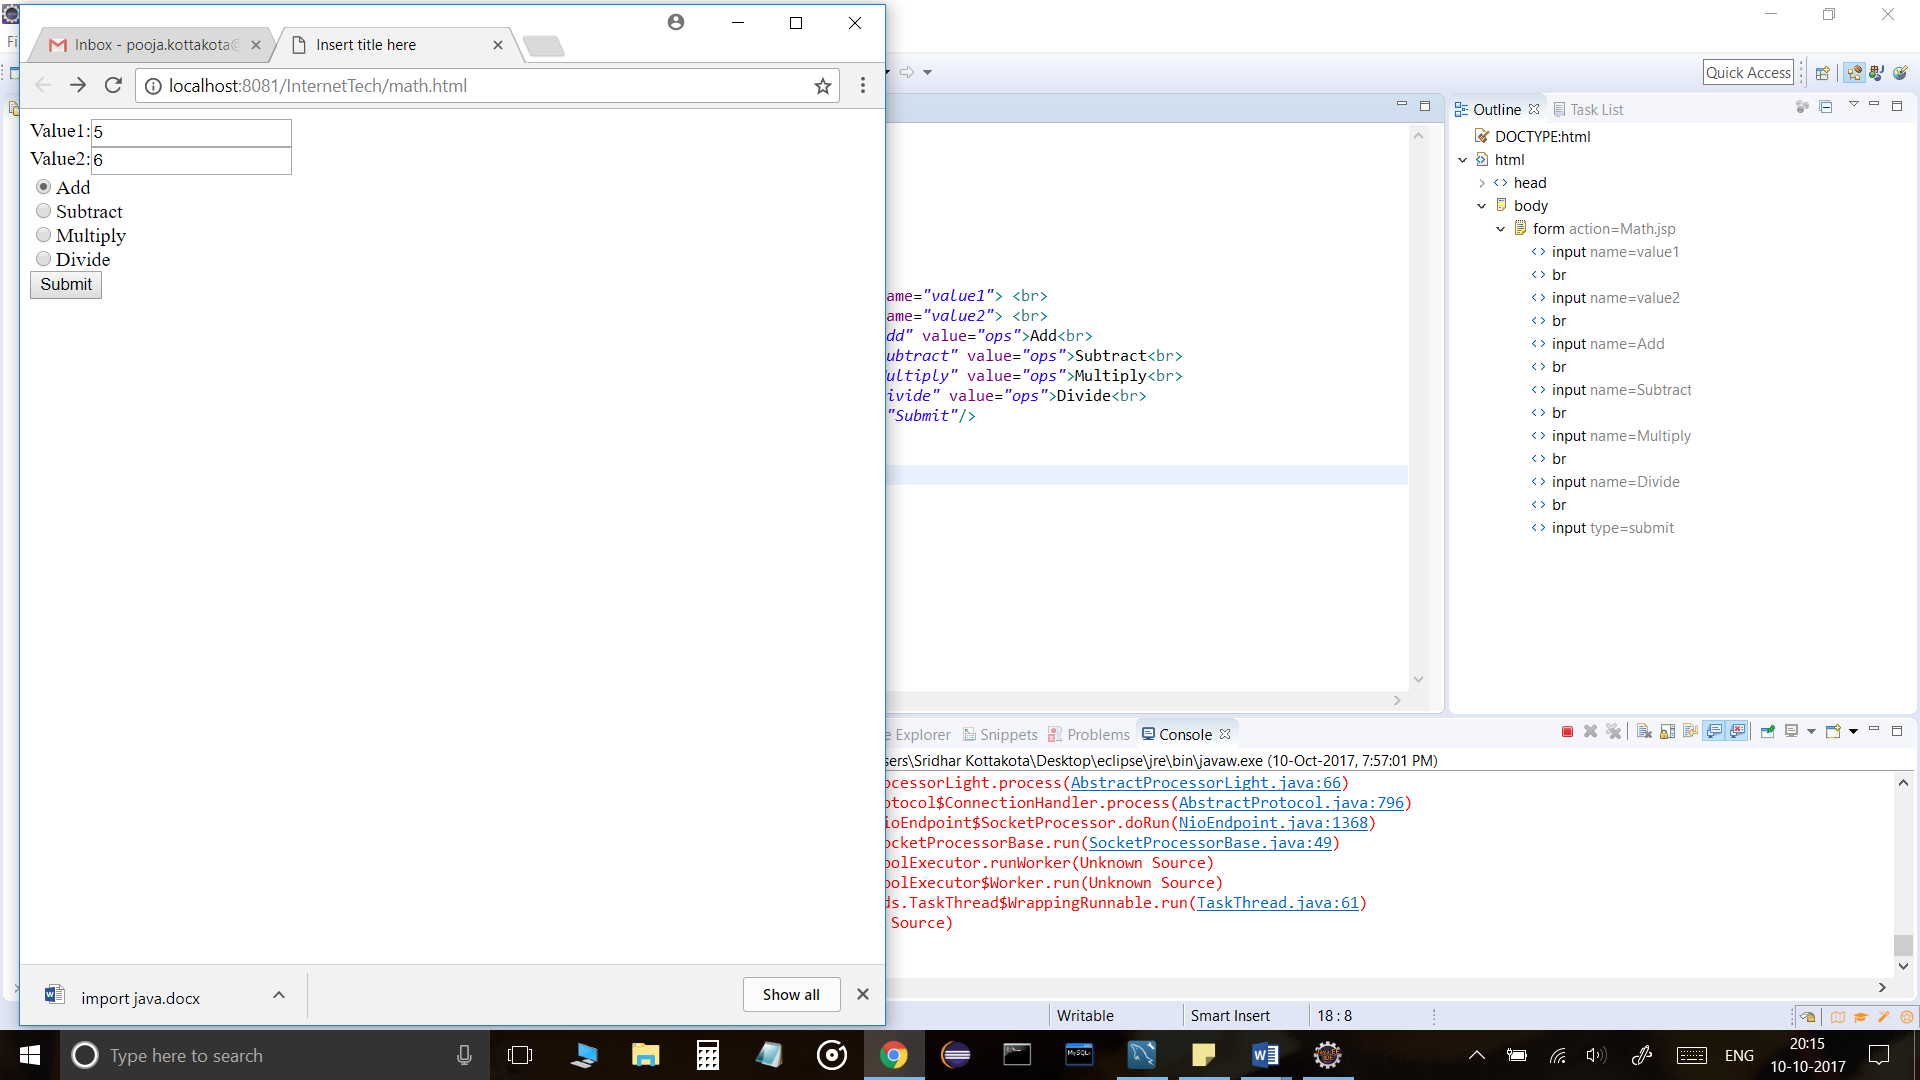 Inbox - pooja.kottakota@
Insert title here
localhost:8081/InternetTech/math.html
Value1: 5
Value2: 6
Add
Subtract
Multiply
Divide
Submit
import java.docx
Show all
Fi
Quick Access
ame="value1"> <br>
ame="value2"> <br>
dd" value="ops">Add<br>
ubtract" value="ops">Subtract<br>
ultiply" value="ops">Multiply<br>
ivide" value="ops">Divide<br>
"Submit"/>
Outline
Task List
DOCTYPE:html
html
head
body
form action=Math.jsp
input name=value1
br
input name=value2
br
input name=Add
br
input name=Subtract
br
input name=Multiply
br
input name=Divide
br
input type=submit
e Explorer
Snippets
Problems
Console
sers\Sridhar Kottakota\Desktop\eclipse\jre\bin\javaw.exe (10-Oct-2017, 7:57:01 PM)
ocessorLight.process(AbstractProcessorLight.java:66)
otocol$ConnectionHandler.process(AbstractProtocol.java:796)
ioEndpoint$SocketProcessor.doRun(NioEndpoint.java:1368)
ocketProcessorBase.run(SocketProcessorBase.java:49)
oolExecutor.runWorker(Unknown Source)
oolExecutor$Worker.run(Unknown Source)
ds.TaskThread$WrappingRunnable.run(TaskThread.java:61)
Source)
Writable
Smart Insert
18 : 8
Type here to search
MySQL
ENG
20:15
10-10-2017